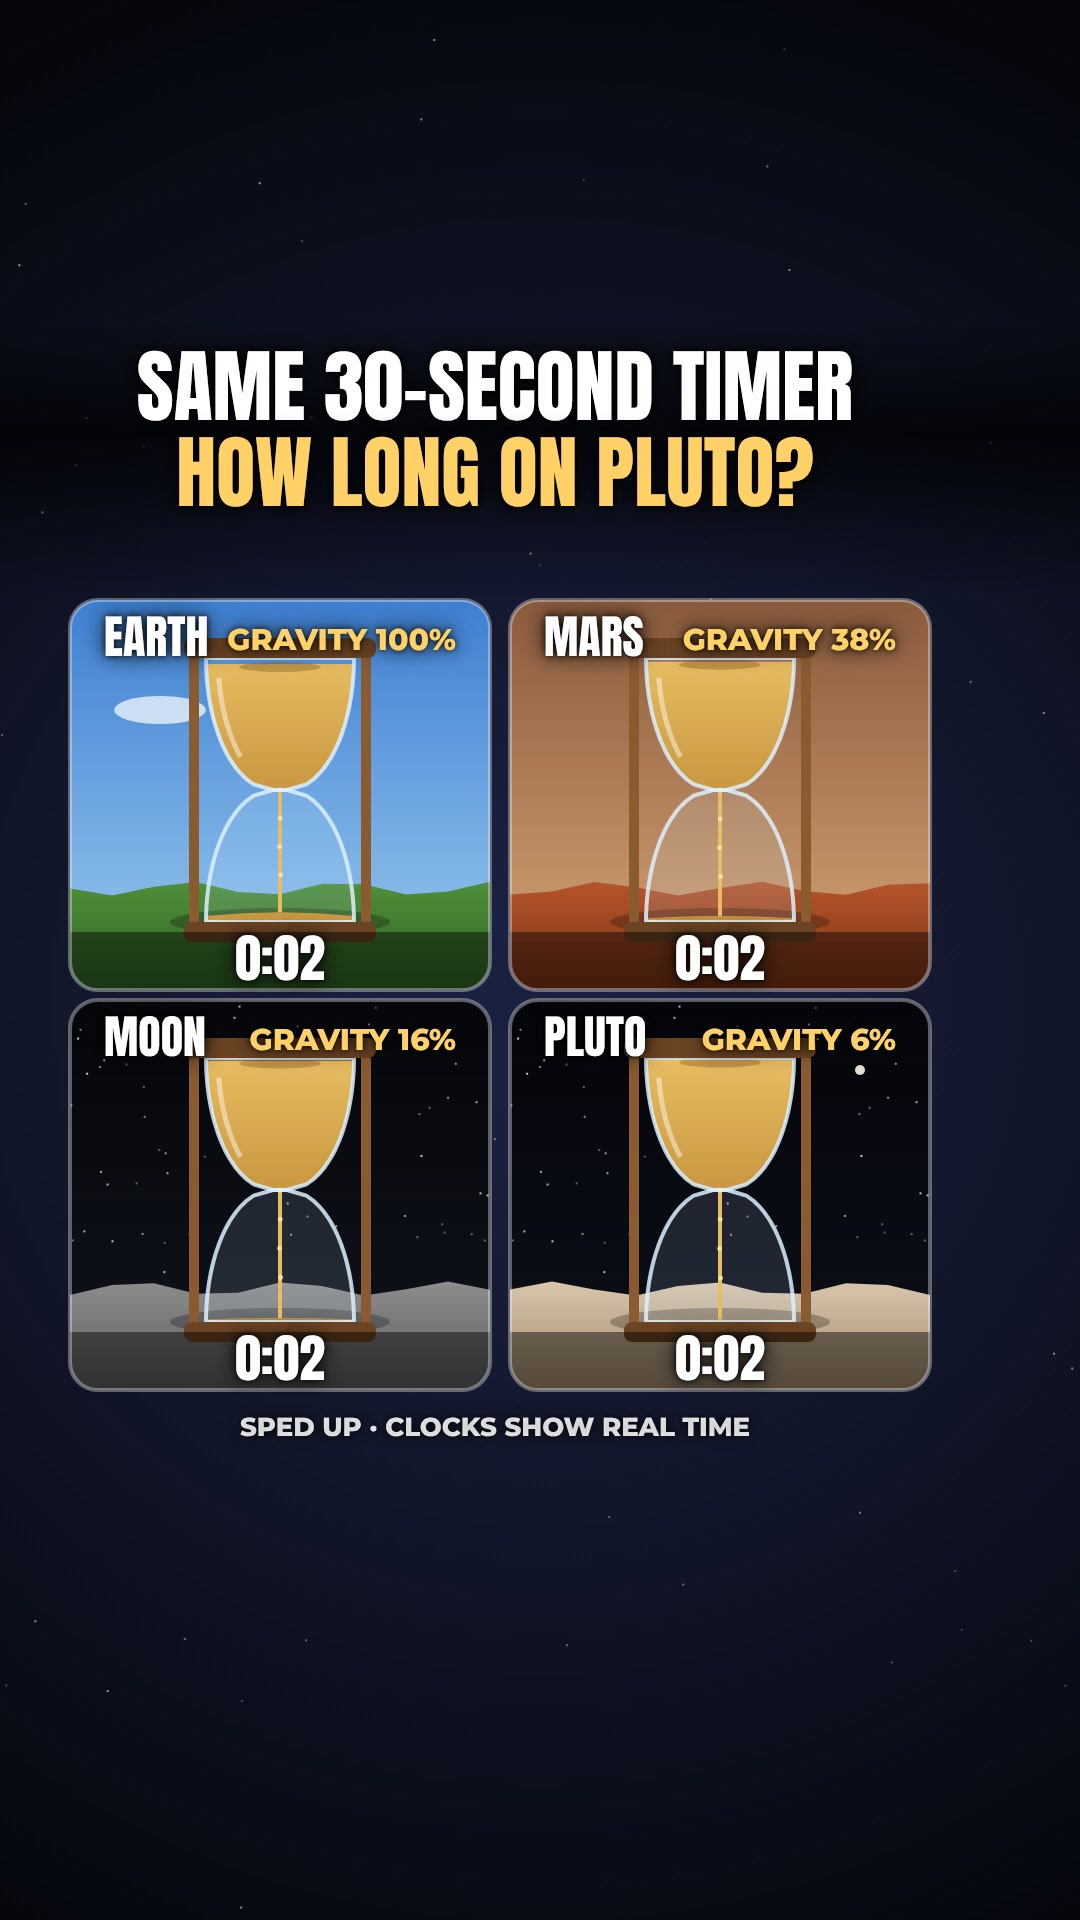 SAME 30-SECOND TIMER
HOW LONG ON PLUTO?
EARTH GRAVITY 100%
0:02
MARS GRAVITY 38%
0:02
MOON GRAVITY 16%
0:02
PLUTO GRAVITY 6%
0:02
SPED UP · CLOCKS SHOW REAL TIME